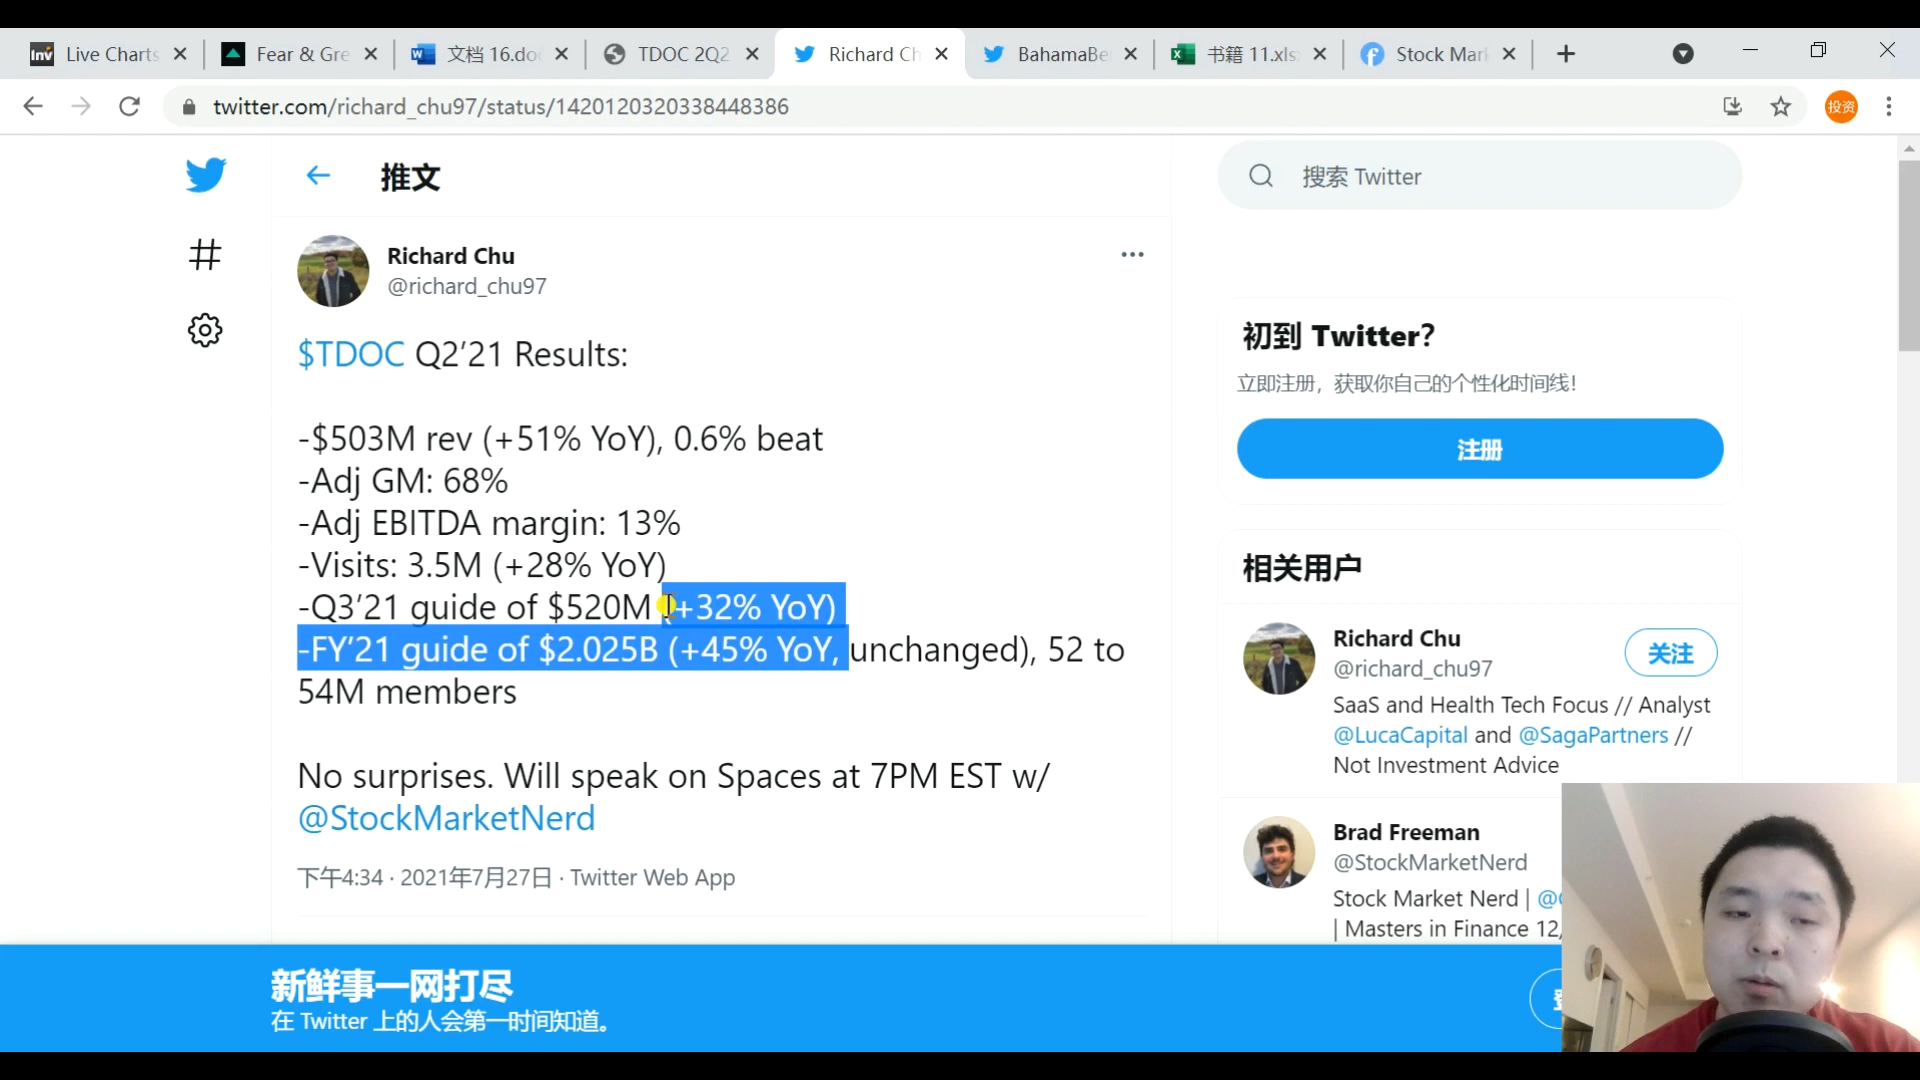 Live Charts
Fear & Gre
文档 16.do
TDOC 2Q2
Richard Ch
BahamaBe
书籍 11.xls
Stock Mar
twitter.com/richard_chu97/status/1420120320338448386
投资
推文
搜索 Twitter
Richard Chu
@richard_chu97
$TDOC Q2’21 Results:
-$503M rev (+51% YoY), 0.6% beat
-Adj GM: 68%
-Adj EBITDA margin: 13%
-Visits: 3.5M (+28% YoY)
-Q3’21 guide of $520M (+32% YoY)
-FY’21 guide of $2.025B (+45% YoY, unchanged), 52 to
54M members
No surprises. Will speak on Spaces at 7PM EST w/
@StockMarketNerd
下午4:34 · 2021年7月27日 · Twitter Web App
初到 Twitter?
立即注册，获取你自己的个性化时间线！
注册
相关用户
Richard Chu
@richard_chu97
关注
SaaS and Health Tech Focus // Analyst
@LucaCapital and @SagaPartners //
Not Investment Advice
Brad Freeman
@StockMarketNerd
Stock Market Nerd |
| Masters in Finance 12/
新鲜事一网打尽
在 Twitter 上的人会第一时间知道。